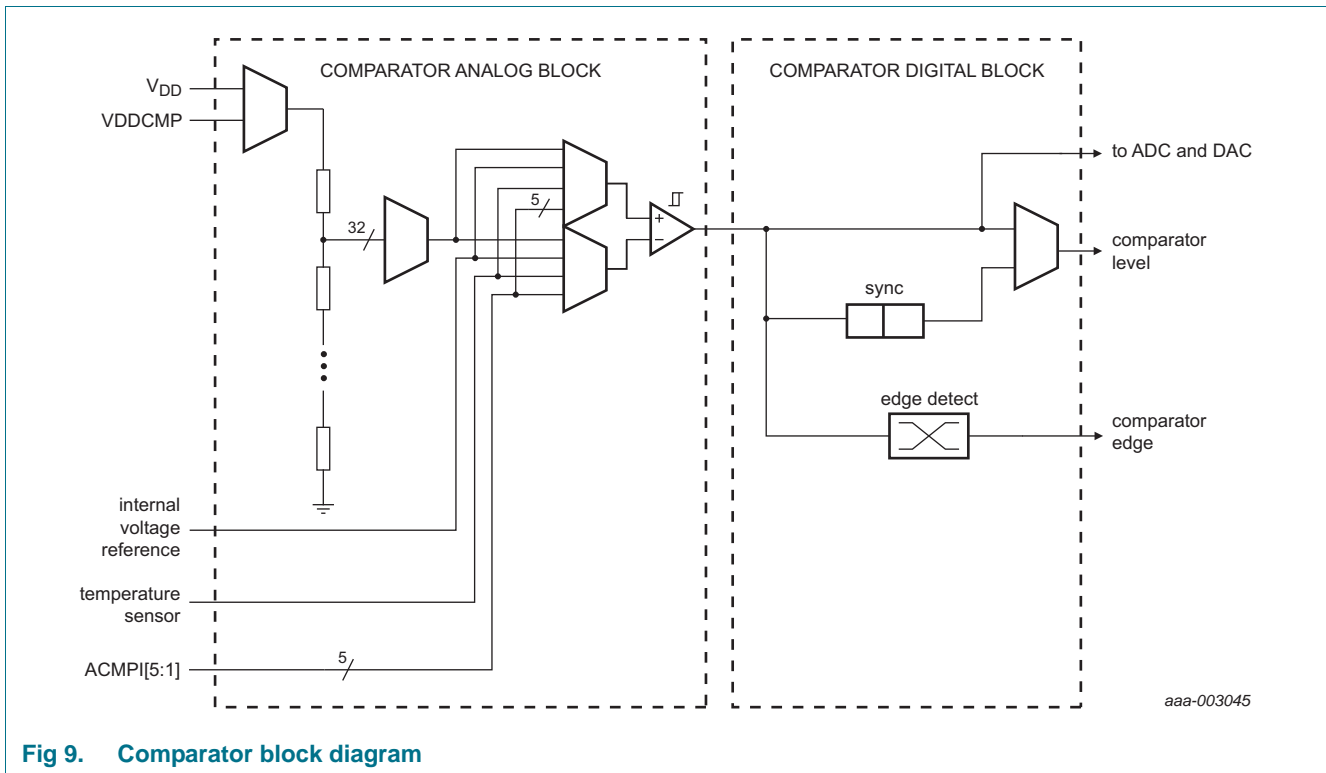 COMPARATOR ANALOG BLOCK
COMPARATOR DIGITAL BLOCK
VDD
VDDCMP
to ADC and DAC
5
32
comparator
level
sync
edge detect
comparator
edge
internal
voltage
reference
temperature
sensor
5
ACMPI[5:1]
aaa-003045
Fig 9. Comparator block diagram